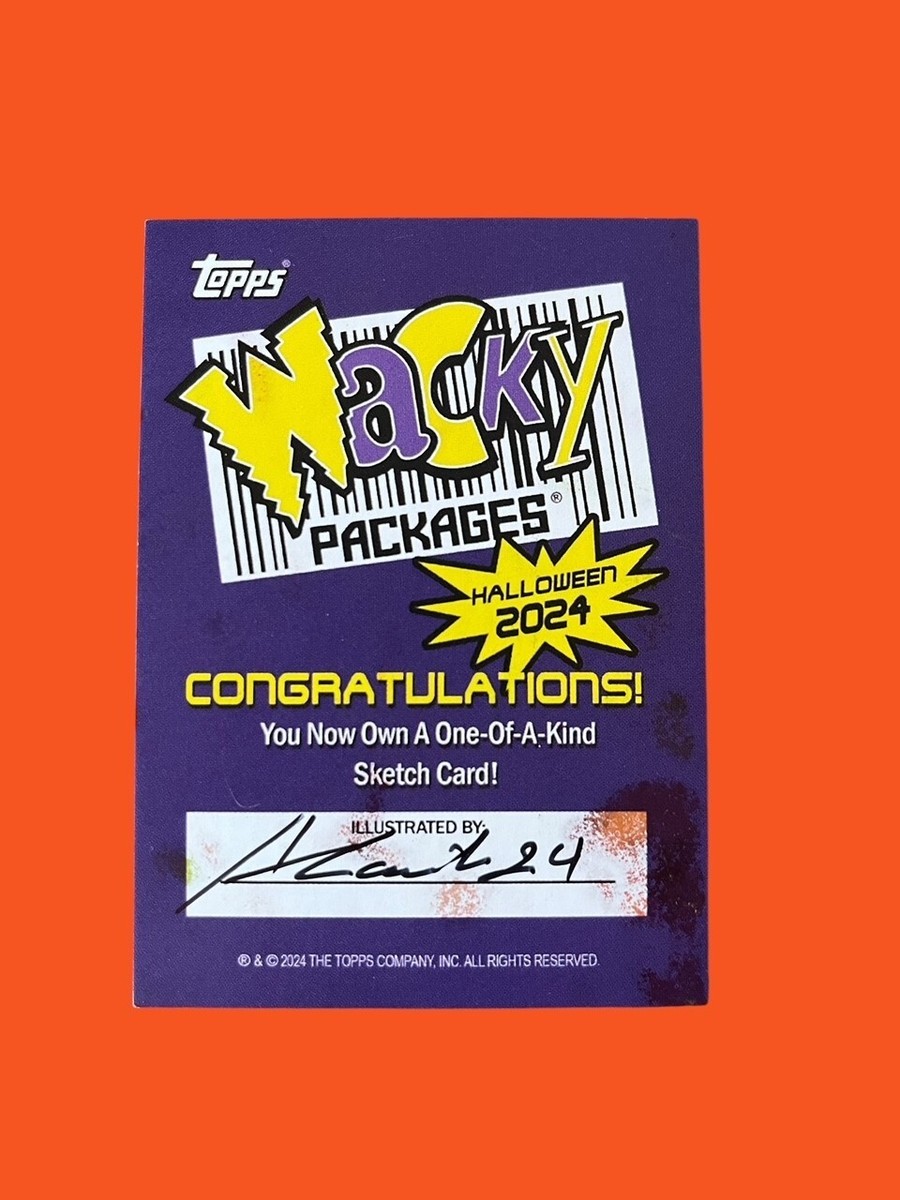 TOPPS®
Wacky
PACKAGES®
HALLOWEEN
2024
CONGRATULATIONS!
You Now Own A One-Of-A-Kind
Sketch Card!
ILLUSTRATED BY:
24
® & © 2024 THE TOPPS COMPANY, INC. ALL RIGHTS RESERVED.